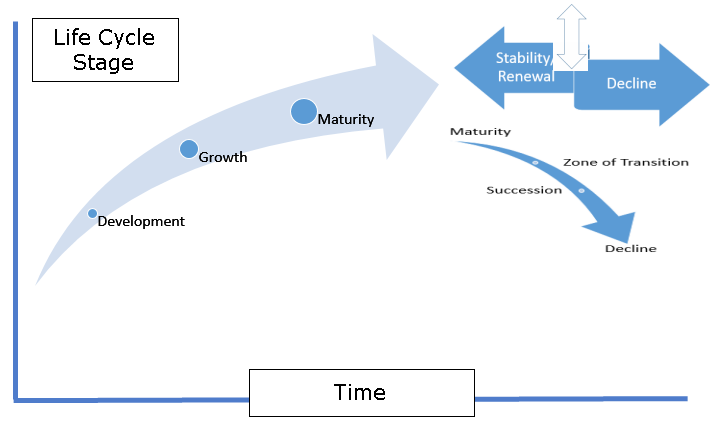 Life Cycle
Stage
Stability/
Renewal
Decline
Maturity
Maturity
Zone of Transition
Growth
Succession
Development
Decline
Time